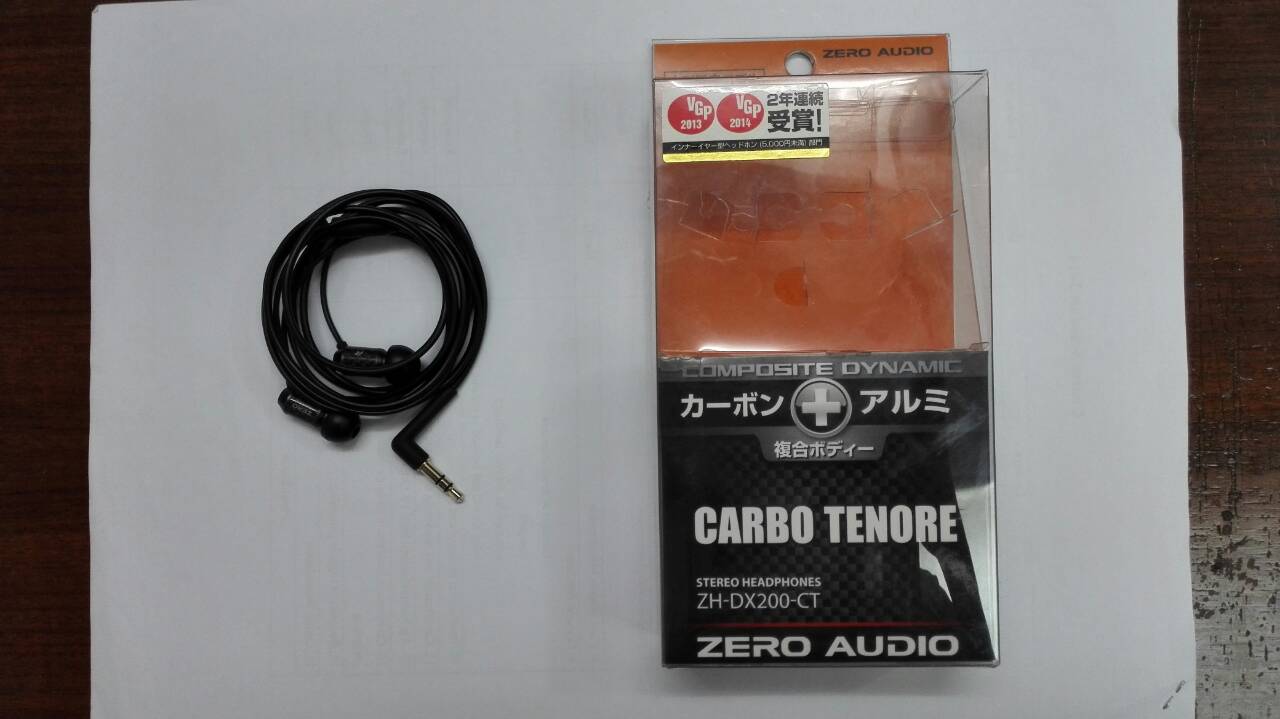 ZERO AUDIO
VGP
2013
VGP
2014
2年連続
受賞!
インナーイヤー型ヘッドホン (5,000円未満) 部門
COMPOSITE DYNAMIC
カーボン
アルミ
複合ボディー
CARBO TENORE
STEREO HEADPHONES
ZH-DX200-CT
ZERO AUDIO